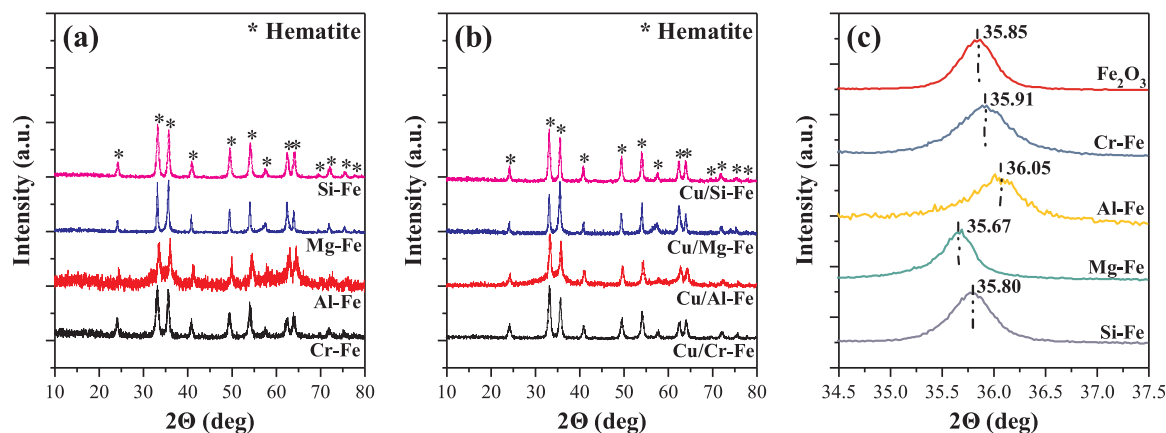 (a)
* Hematite
* * * * * * * * * * * * *
Si-Fe
Mg-Fe
Al-Fe
Cr-Fe
Intensity (a.u.)
10 20 30 40 50 60 70 80
2Θ (deg)
(b)
* Hematite
* * * * * * * * * * * * *
Cu/Si-Fe
Cu/Mg-Fe
Cu/Al-Fe
Cu/Cr-Fe
Intensity (a.u.)
10 20 30 40 50 60 70 80
2Θ (deg)
(c)
35.85
Fe₂O₃
35.91
Cr-Fe
36.05
Al-Fe
35.67
Mg-Fe
35.80
Si-Fe
Intensity (a.u.)
34.5 35.0 35.5 36.0 36.5 37.0 37.5
2Θ (deg)